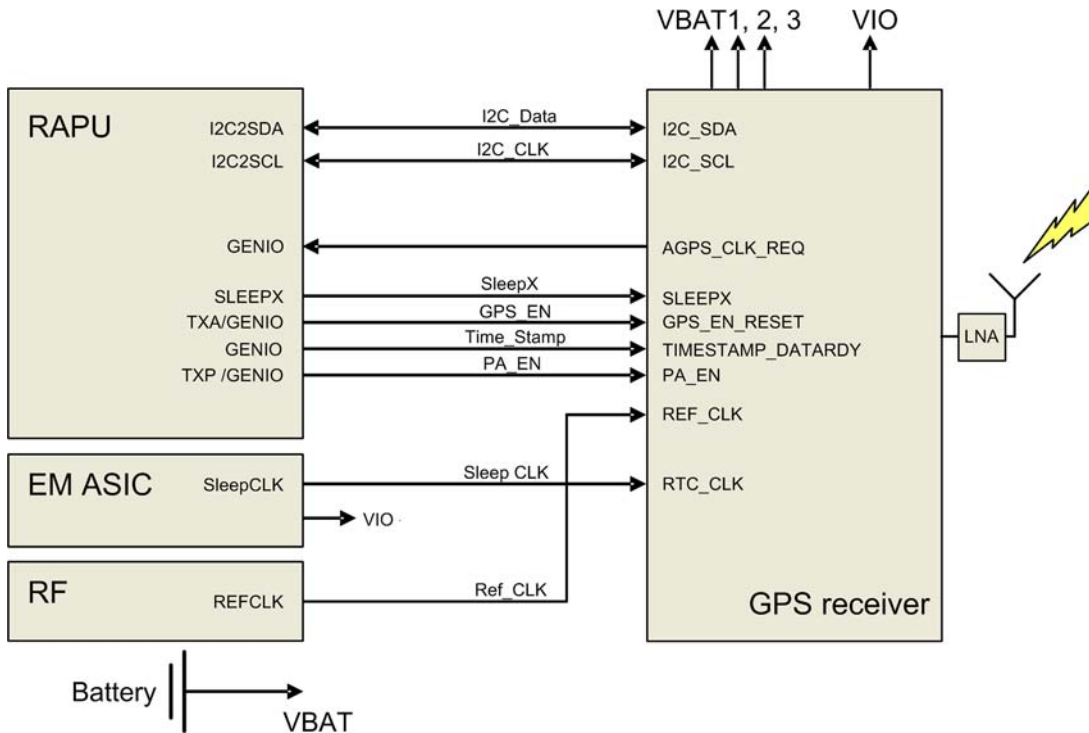 VBAT1, 2, 3
VIO
RAPU
I2C2SDA
I2C_Data
I2C_SDA
I2C2SCL
I2C_CLK
I2C_SCL
GENIO
AGPS_CLK_REQ
SLEEPX
SleepX
SLEEPX
TXA/GENIO
GPS_EN
GPS_EN_RESET
GENIO
Time_Stamp
TIMESTAMP_DATARDY
TXP /GENIO
PA_EN
PA_EN
REF_CLK
LNA
EM ASIC
SleepCLK
Sleep CLK
RTC_CLK
VIO
RF
REFCLK
Ref_CLK
GPS receiver
Battery
VBAT